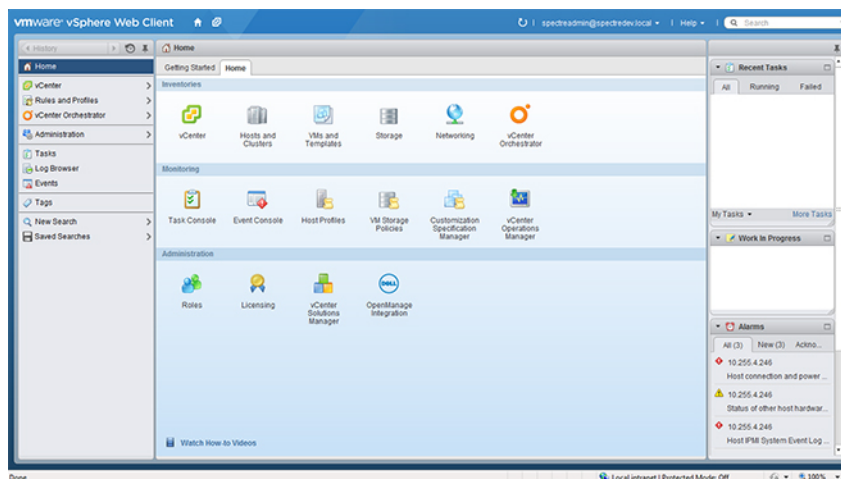 vmware® vSphere Web Client
spectreadmin@spectredev.local
Help
Search
History
Home
vCenter
Rules and Profiles
vCenter Orchestrator
Administration
Tasks
Log Browser
Events
Tags
New Search
Saved Searches
Home
Getting Started Home
Inventories
vCenter
Hosts and Clusters
VMs and Templates
Storage
Networking
vCenter Orchestrator
Monitoring
Task Console
Event Console
Host Profiles
VM Storage Policies
Customization Specification Manager
vCenter Operations Manager
Administration
Roles
Licensing
vCenter Solutions Manager
DELL
OpenManage Integration
Watch How-to Videos
Recent Tasks
All Running Failed
My Tasks More Tasks
Work In Progress
Alarms
All (3) New (3) Ackno...
10.255.4.246
Host connection and power ...
10.255.4.246
Status of other host hardwar...
10.255.4.246
Host IPMI System Event Log ...
Done
Local intranet | Protected Mode: Off
100%